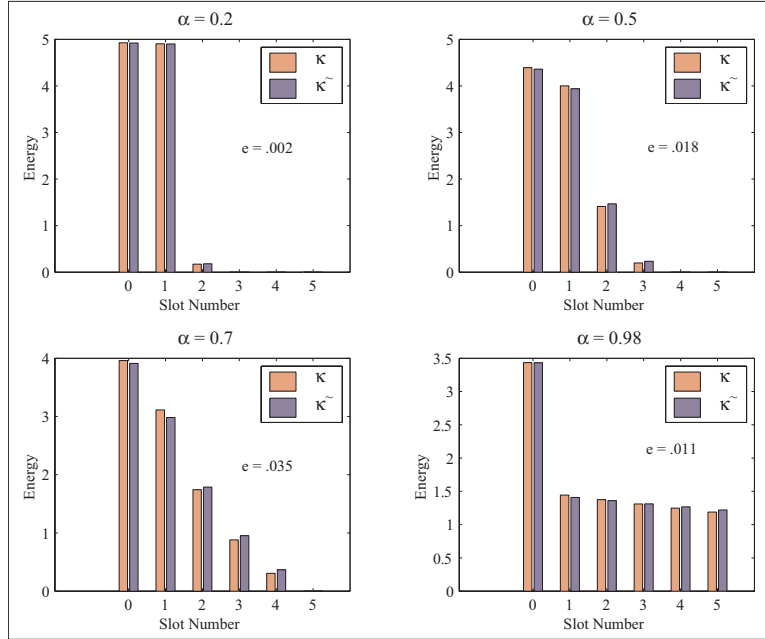 α = 0.2
5
4
3
2
1
0
Energy
κ
κ~
e = .002
0 1 2 3 4 5
Slot Number
α = 0.5
5
4
3
2
1
0
Energy
κ
κ~
e = .018
0 1 2 3 4 5
Slot Number
α = 0.7
4
3
2
1
0
Energy
κ
κ~
e = .035
0 1 2 3 4 5
Slot Number
α = 0.98
3.5
3
2.5
2
1.5
1
0.5
0
Energy
κ
κ~
e = .011
0 1 2 3 4 5
Slot Number